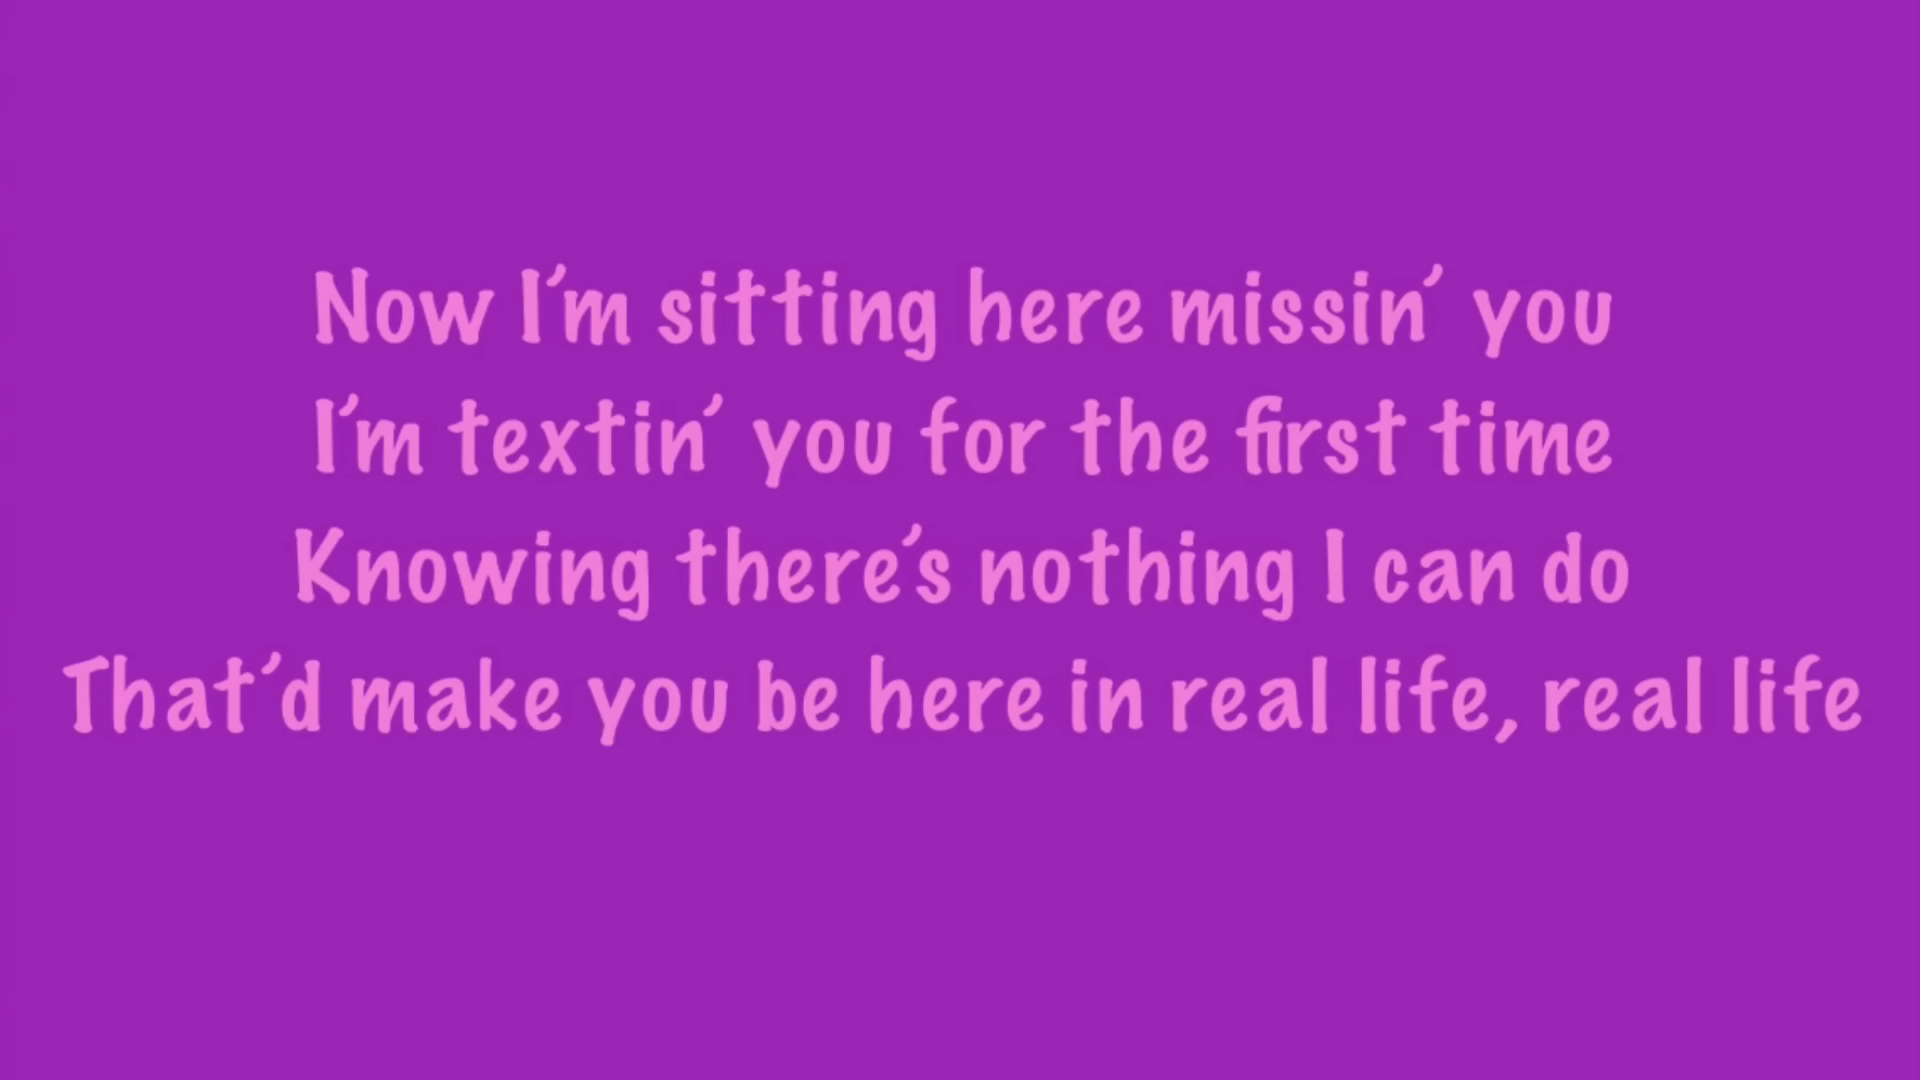 Now I’m sitting here missin’ you
I’m textin’ you for the first time
Knowing there’s nothing I can do
That’d make you be here in real life, real life